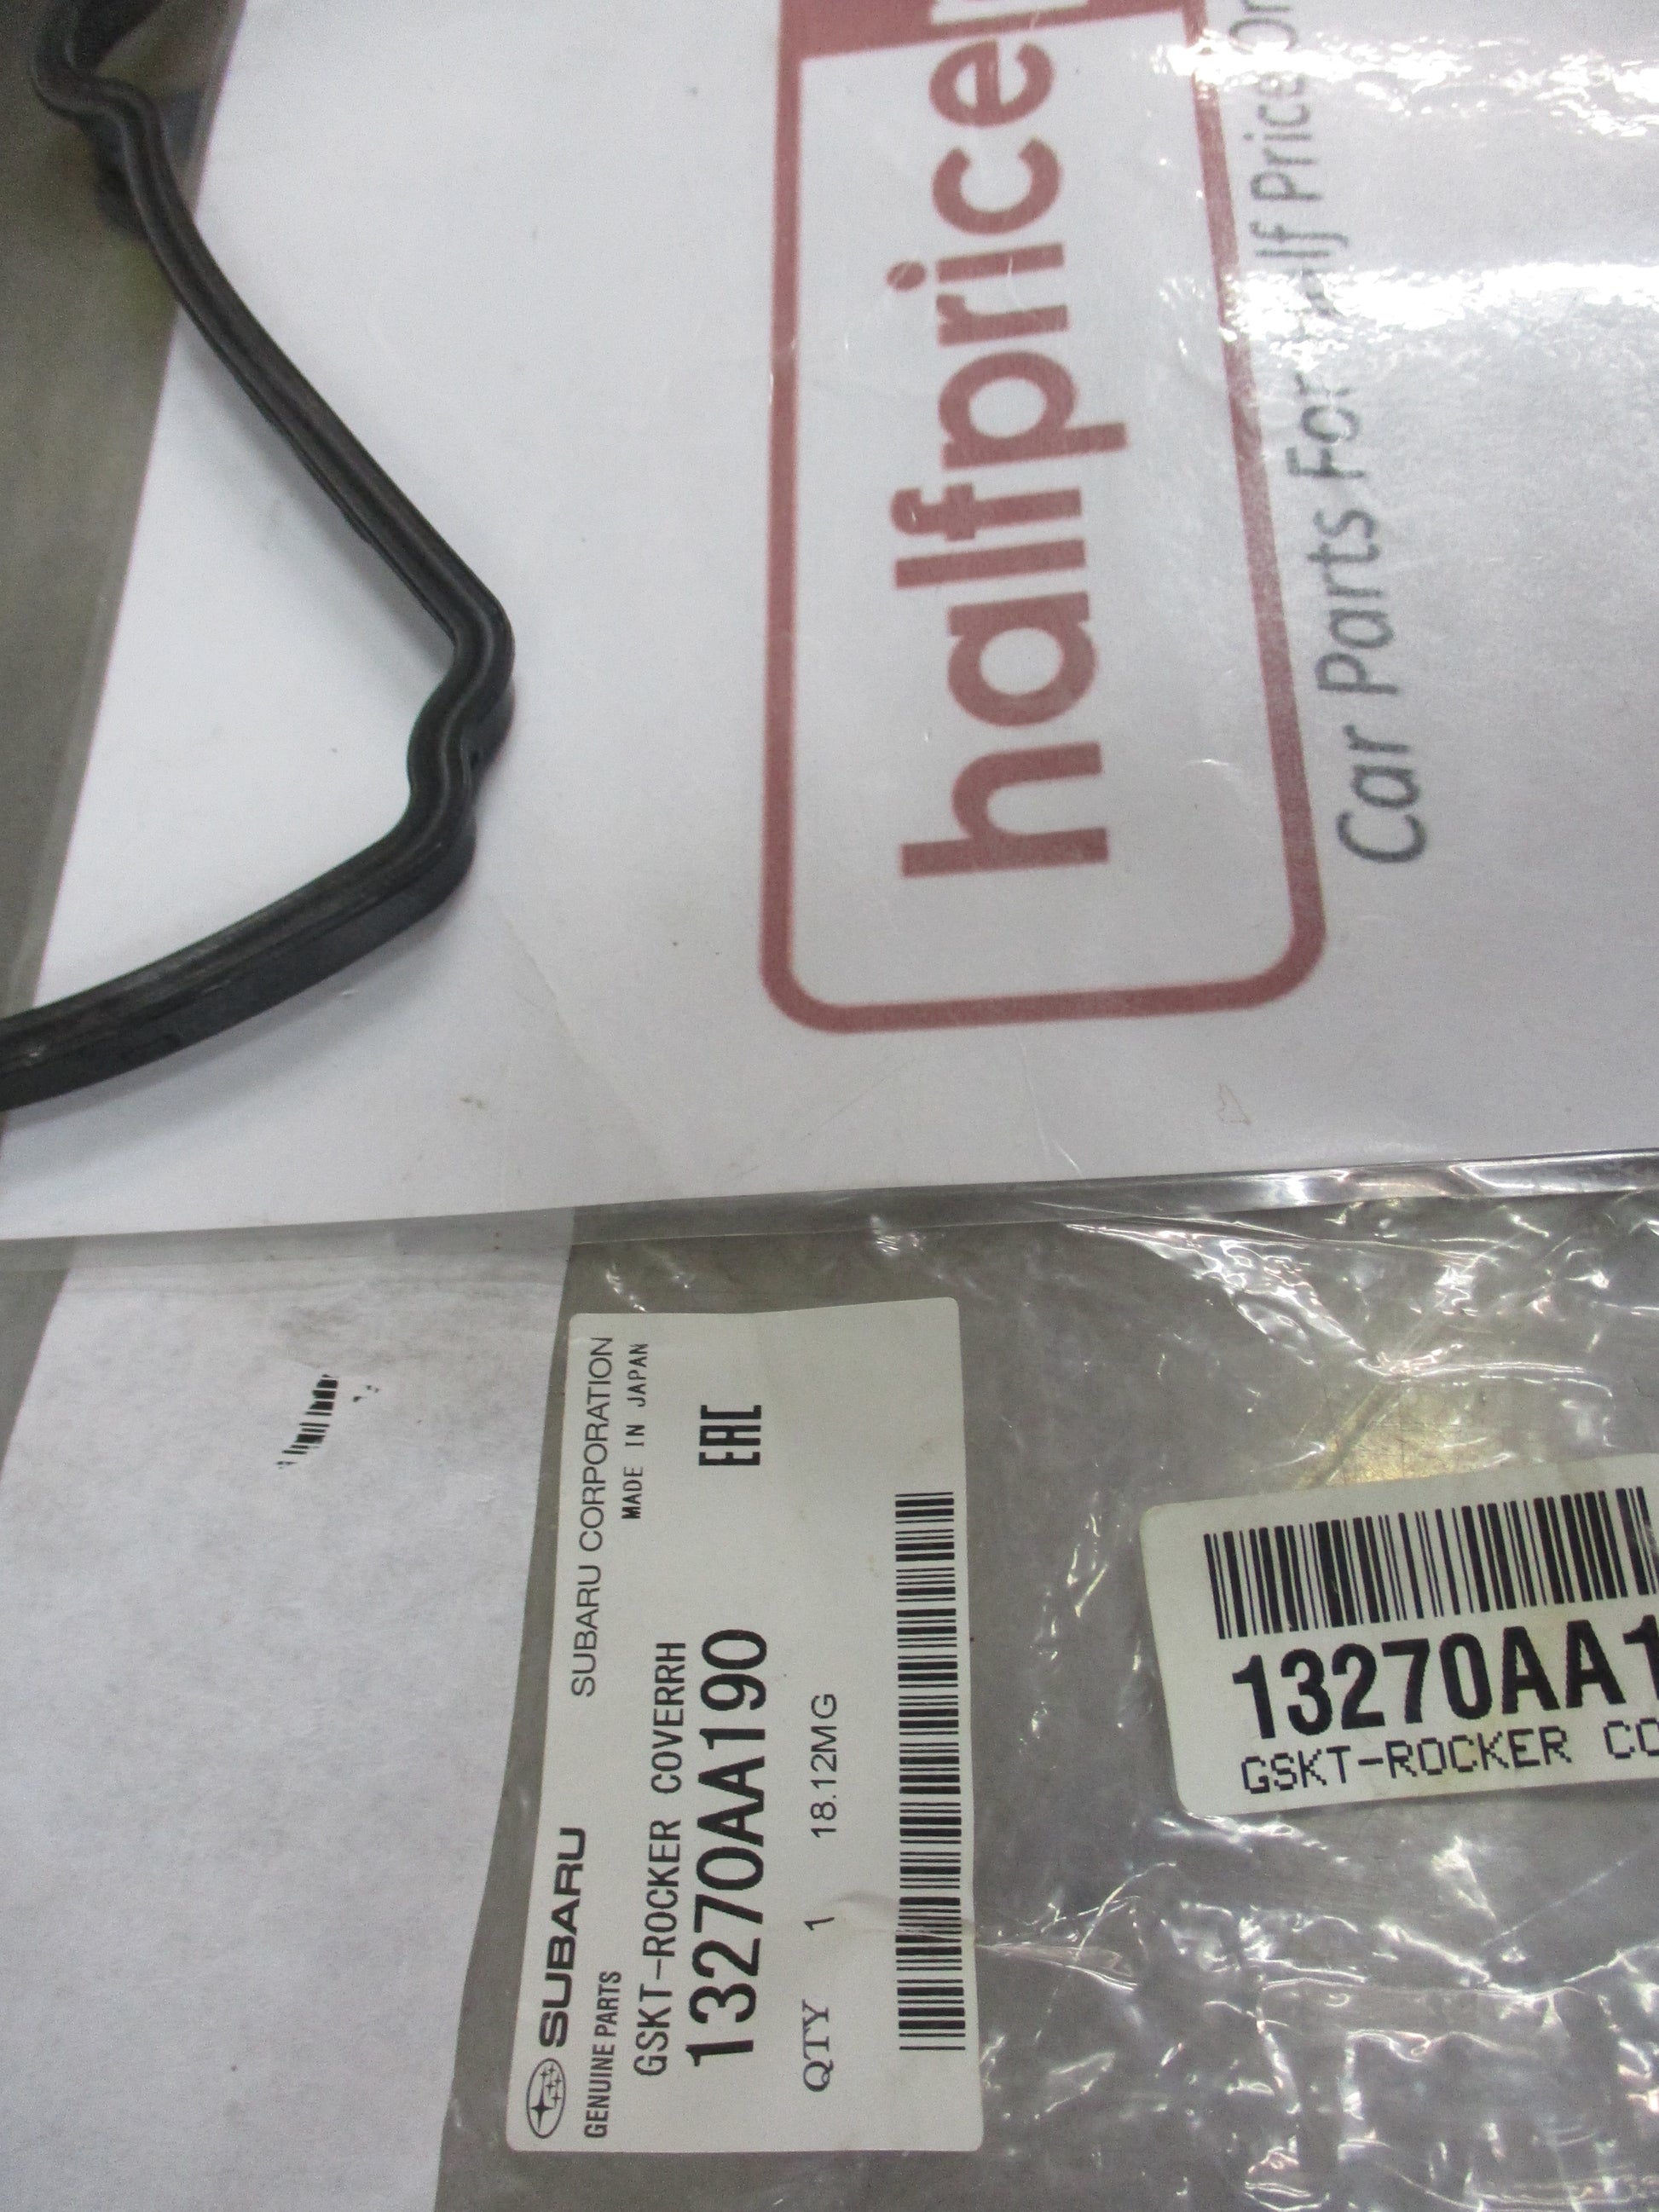 halfprice
Car Parts For Half Price
SUBARU
SUBARU CORPORATION
GENUINE PARTS
MADE IN JAPAN
GSKT-ROCKER COVERRH
13270AA190
EAC
QTY 1 18.12MG
13270AA1
GSKT-ROCKER CO